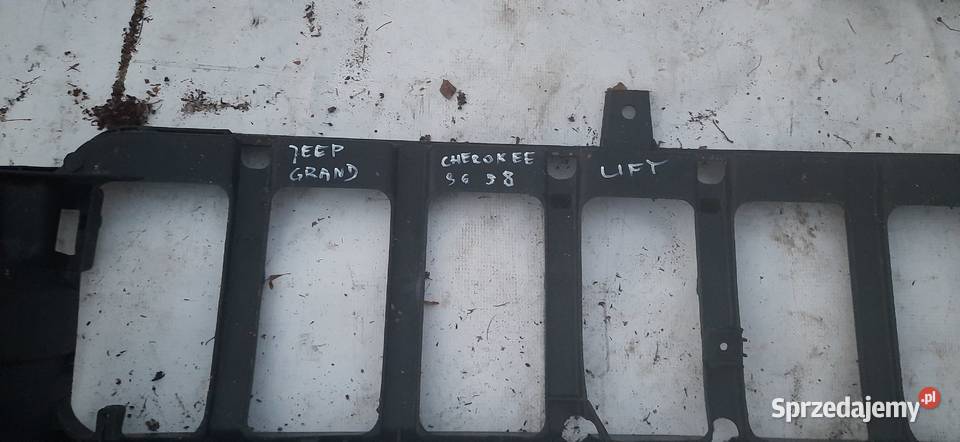 JEEP
GRAND
CHEROKEE
96 98
LIFT
Sprzedajemy.pl